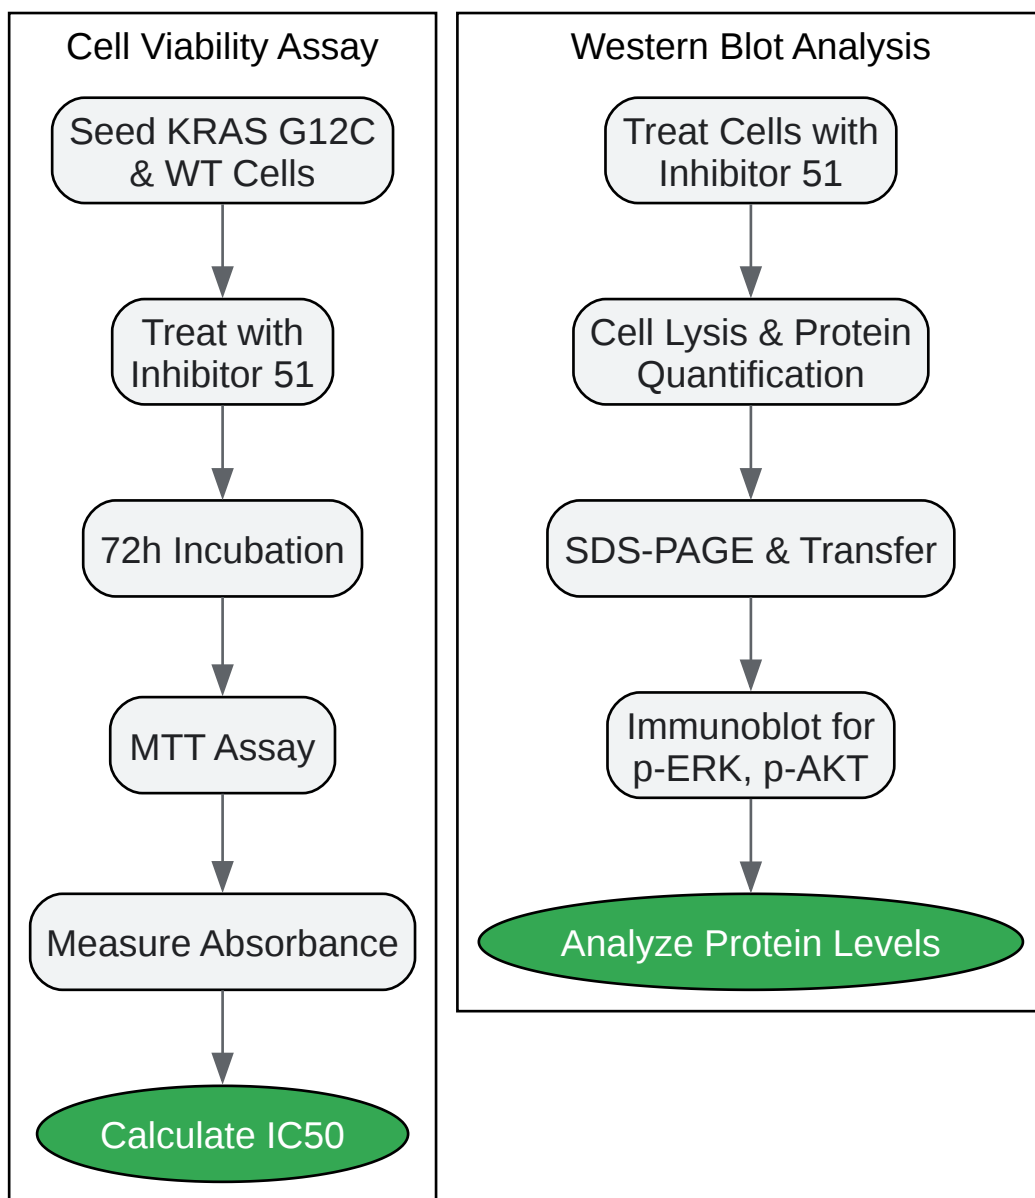 Cell Viability Assay
Seed KRAS G12C
& WT Cells
Treat with
Inhibitor 51
72h Incubation
MTT Assay
Measure Absorbance
Calculate IC50
Western Blot Analysis
Treat Cells with
Inhibitor 51
Cell Lysis & Protein
Quantification
SDS-PAGE & Transfer
Immunoblot for
p-ERK, p-AKT
Analyze Protein Levels